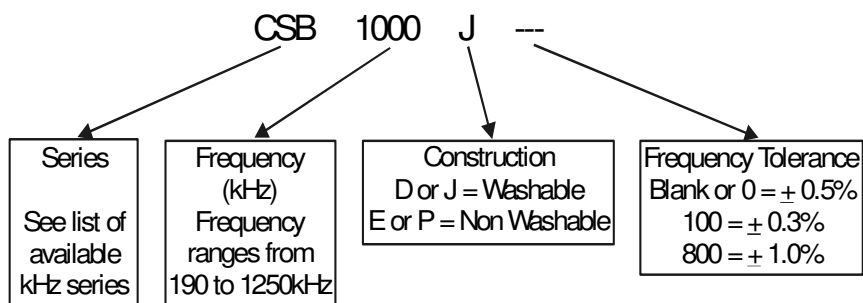 CSB 1000 J ---
Series
See list of
available
kHz series
Frequency
(kHz)
Frequency
ranges from
190 to 1250kHz
Construction
D or J = Washable
E or P = Non Washable
Frequency Tolerance
Blank or 0 = ± 0.5%
100 = ± 0.3%
800 = ± 1.0%